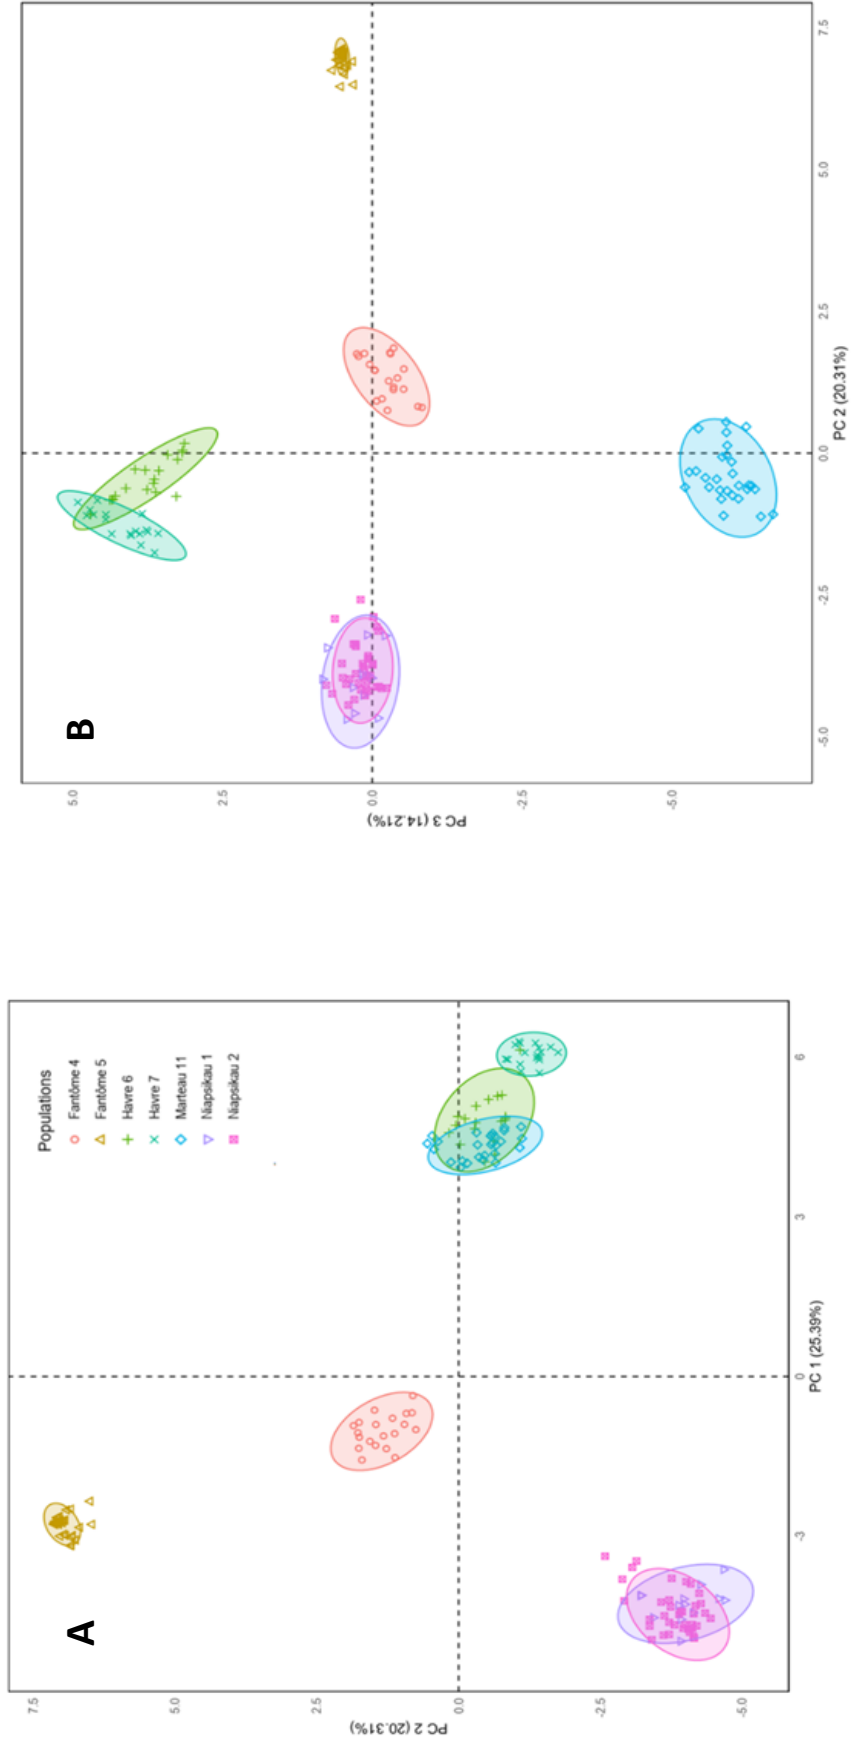 A
7.5
5.0
2.5
0.0
-2.5
-5.0
PC 2 (20.31%)
-3
0
3
6
PC 1 (25.39%)
Populations
Fantôme 4
Fantôme 5
Havre 6
Havre 7
Marteau 11
Niapsikau 1
Niapsikau 2
B
5.0
2.5
0.0
-2.5
-5.0
PC 3 (14.21%)
-5.0
-2.5
0.0
2.5
5.0
7.5
PC 2 (20.31%)